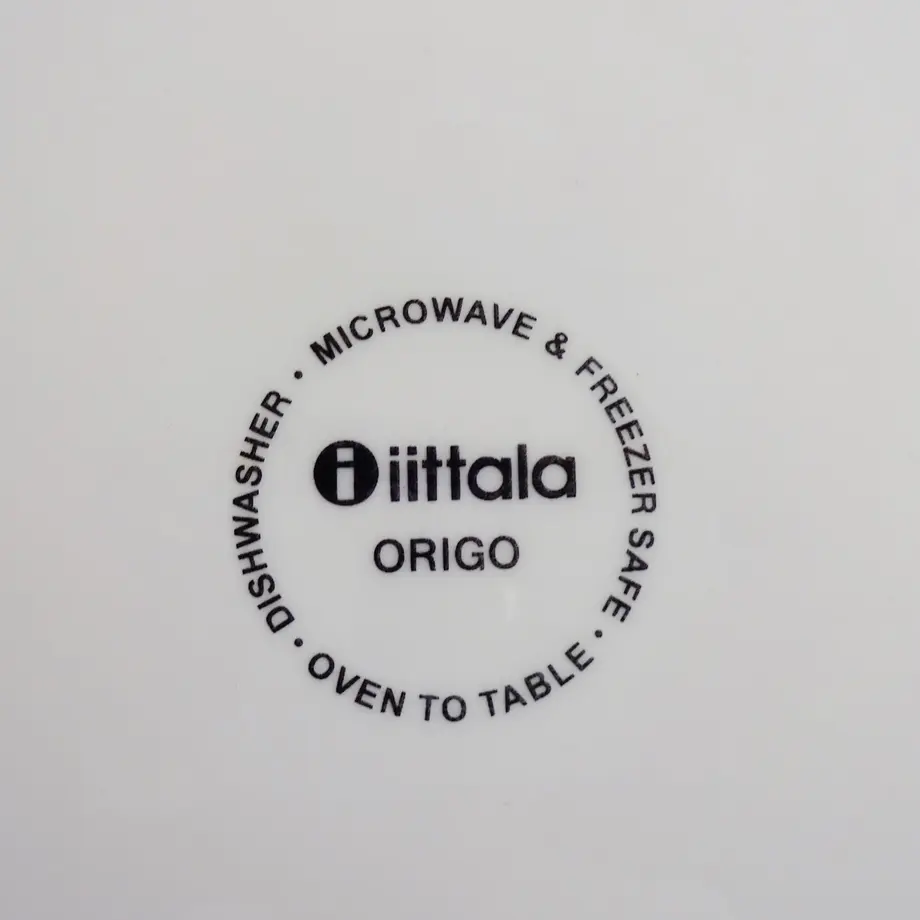 DISHWASHER • MICROWAVE & FREEZER SAFE • OVEN TO TABLE •
i iittala
ORIGO